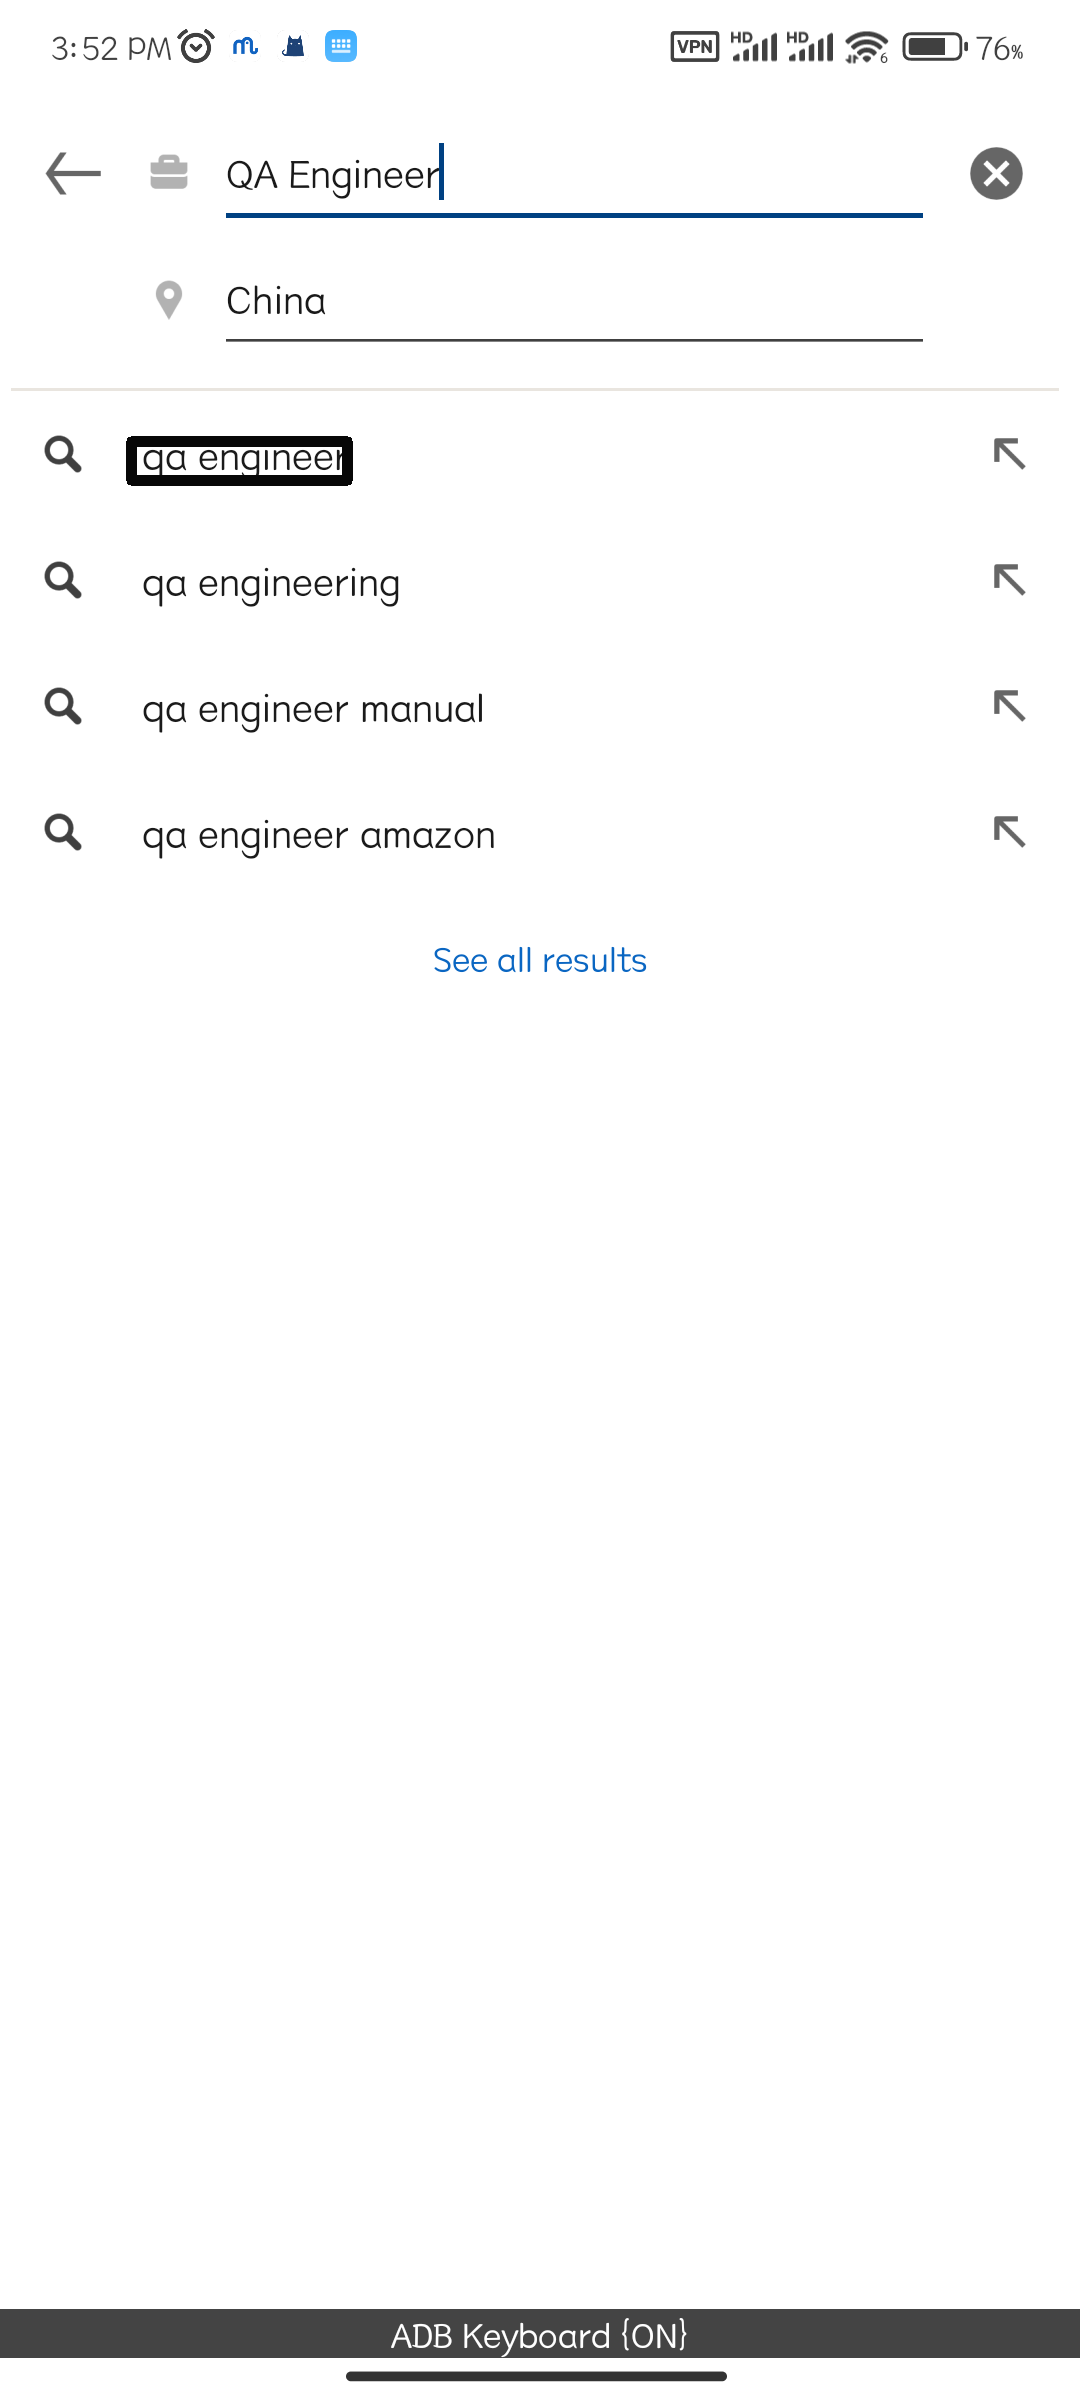 3:52 PM VPN HD HD 6 76%
QA Engineer
China
qa engineer
qa engineering
qa engineer manual
qa engineer amazon
See all results
ADB Keyboard {ON}